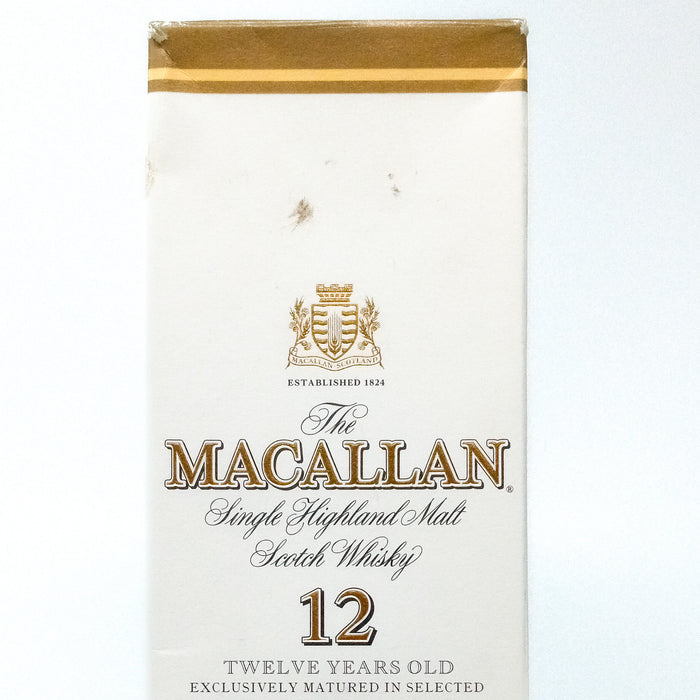 MACALLAN SCOTLAND
ESTABLISHED 1824
The
MACALLAN®
Single Highland Malt
Scotch Whisky
12
TWELVE YEARS OLD
EXCLUSIVELY MATURED IN SELECTED